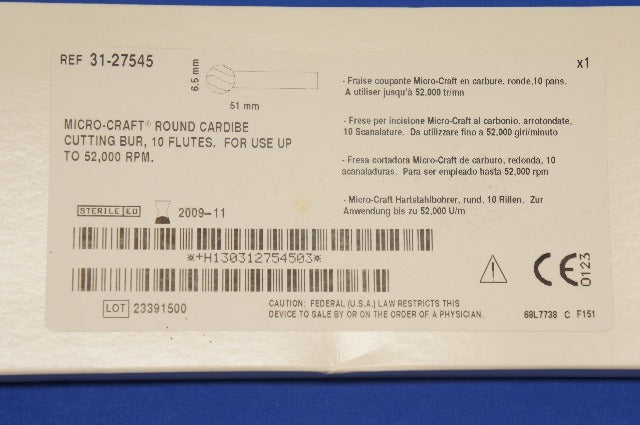 REF 31-27545
x1
6.5 mm
51 mm
MICRO-CRAFT® ROUND CARDIBE
CUTTING BUR, 10 FLUTES. FOR USE UP
TO 52,000 RPM.
- Fraise coupante Micro-Craft en carbure, ronde,10 pans.
A utiliser jusqu'à 52,000 tr/mn
- Frese per incisione Micro-Craft al carbonio, arrotondate,
10 Scanalature. Da utilizzare fino a 52,000 giri/minuto
- Fresa cortadora Micro-Craft de carburo, redonda, 10
acanaladuras. Para ser empleado hasta 52,000 rpm
- Micro-Craft Hartstahlbohrer, rund, 10 Rillen. Zur
Anwendung bis zu 52,000 U/m
STERILE EO 2009-11
*+H130312754503*
CE 0123
LOT 23391500
CAUTION: FEDERAL (U.S.A.) LAW RESTRICTS THIS
DEVICE TO SALE BY OR ON THE ORDER OF A PHYSICIAN.
68L7738 C F151